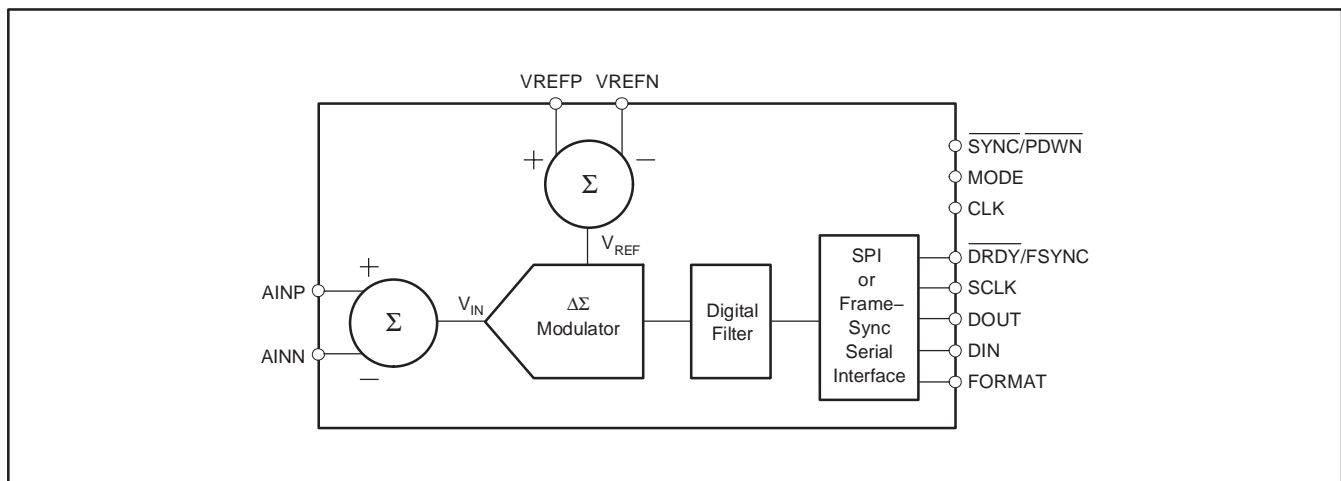 VREFP VREFN
SYNC/PDWN
+ −
MODE
Σ
CLK
VREF
SPI
or
Frame–
Sync
Serial
Interface
DRDY/FSYNC
SCLK
DOUT
DIN
FORMAT
+
AINP
Σ
VIN
AINN
−
ΔΣ
Modulator
Digital
Filter